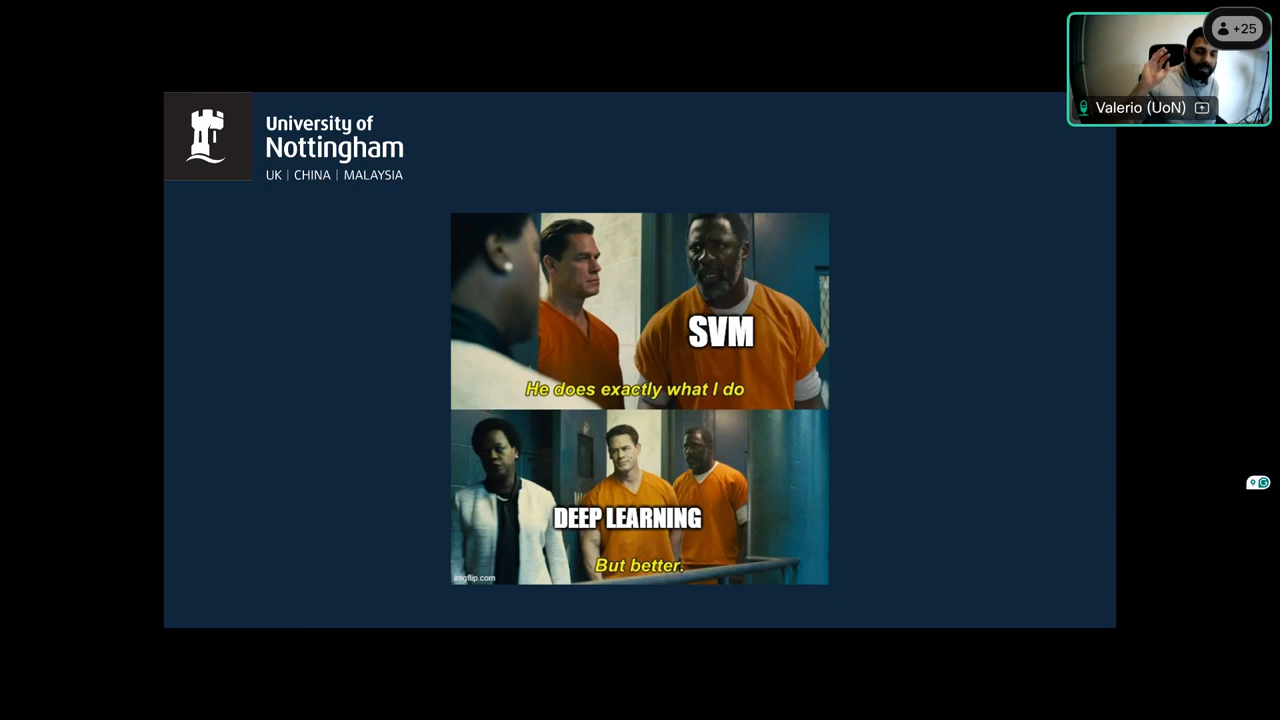 +25
Valerio (UoN)
University of
Nottingham
UK | CHINA | MALAYSIA
SVM
He does exactly what I do
DEEP LEARNING
But better.
imgflip.com